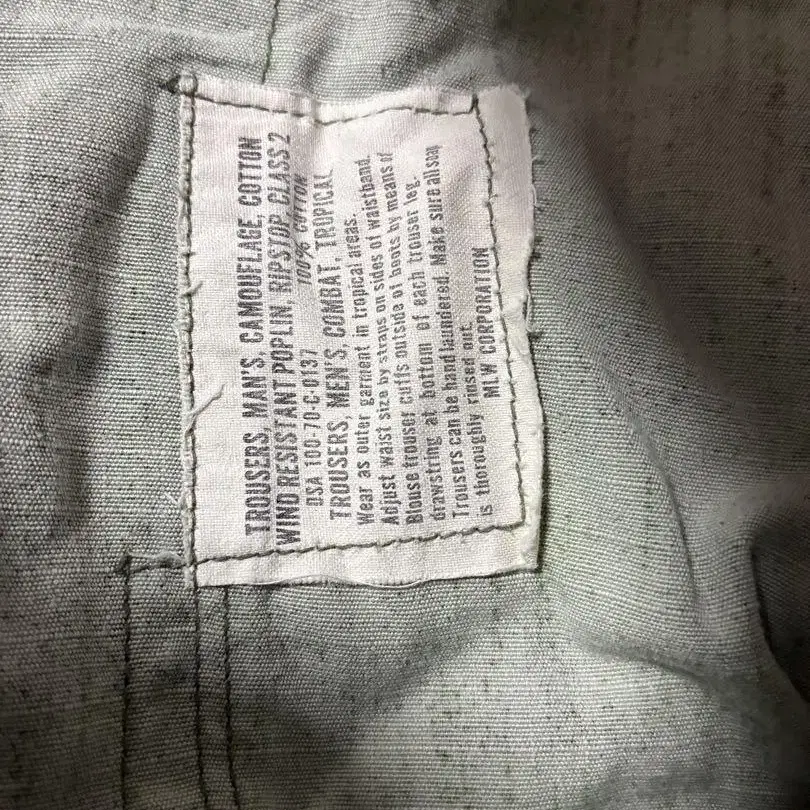 TROUSERS, MAN'S, CAMOUFLAGE, COTTON
WIND RESISTANT POPLIN, RIPSTOP, CLASS 2
100% COTTON
DSA 100-70-C-0137
TROUSERS, MEN'S, COMBAT, TROPICAL
Wear as outer garment in tropical areas.
Adjust waist size by straps on sides of waistband.
Blouse trouser cuffs outside of boots by means of
drawstring at bottom of each trouser leg.
Trousers can be hand laundered. Make sure all soap
is thoroughly rinsed out.
MLW CORPORATION